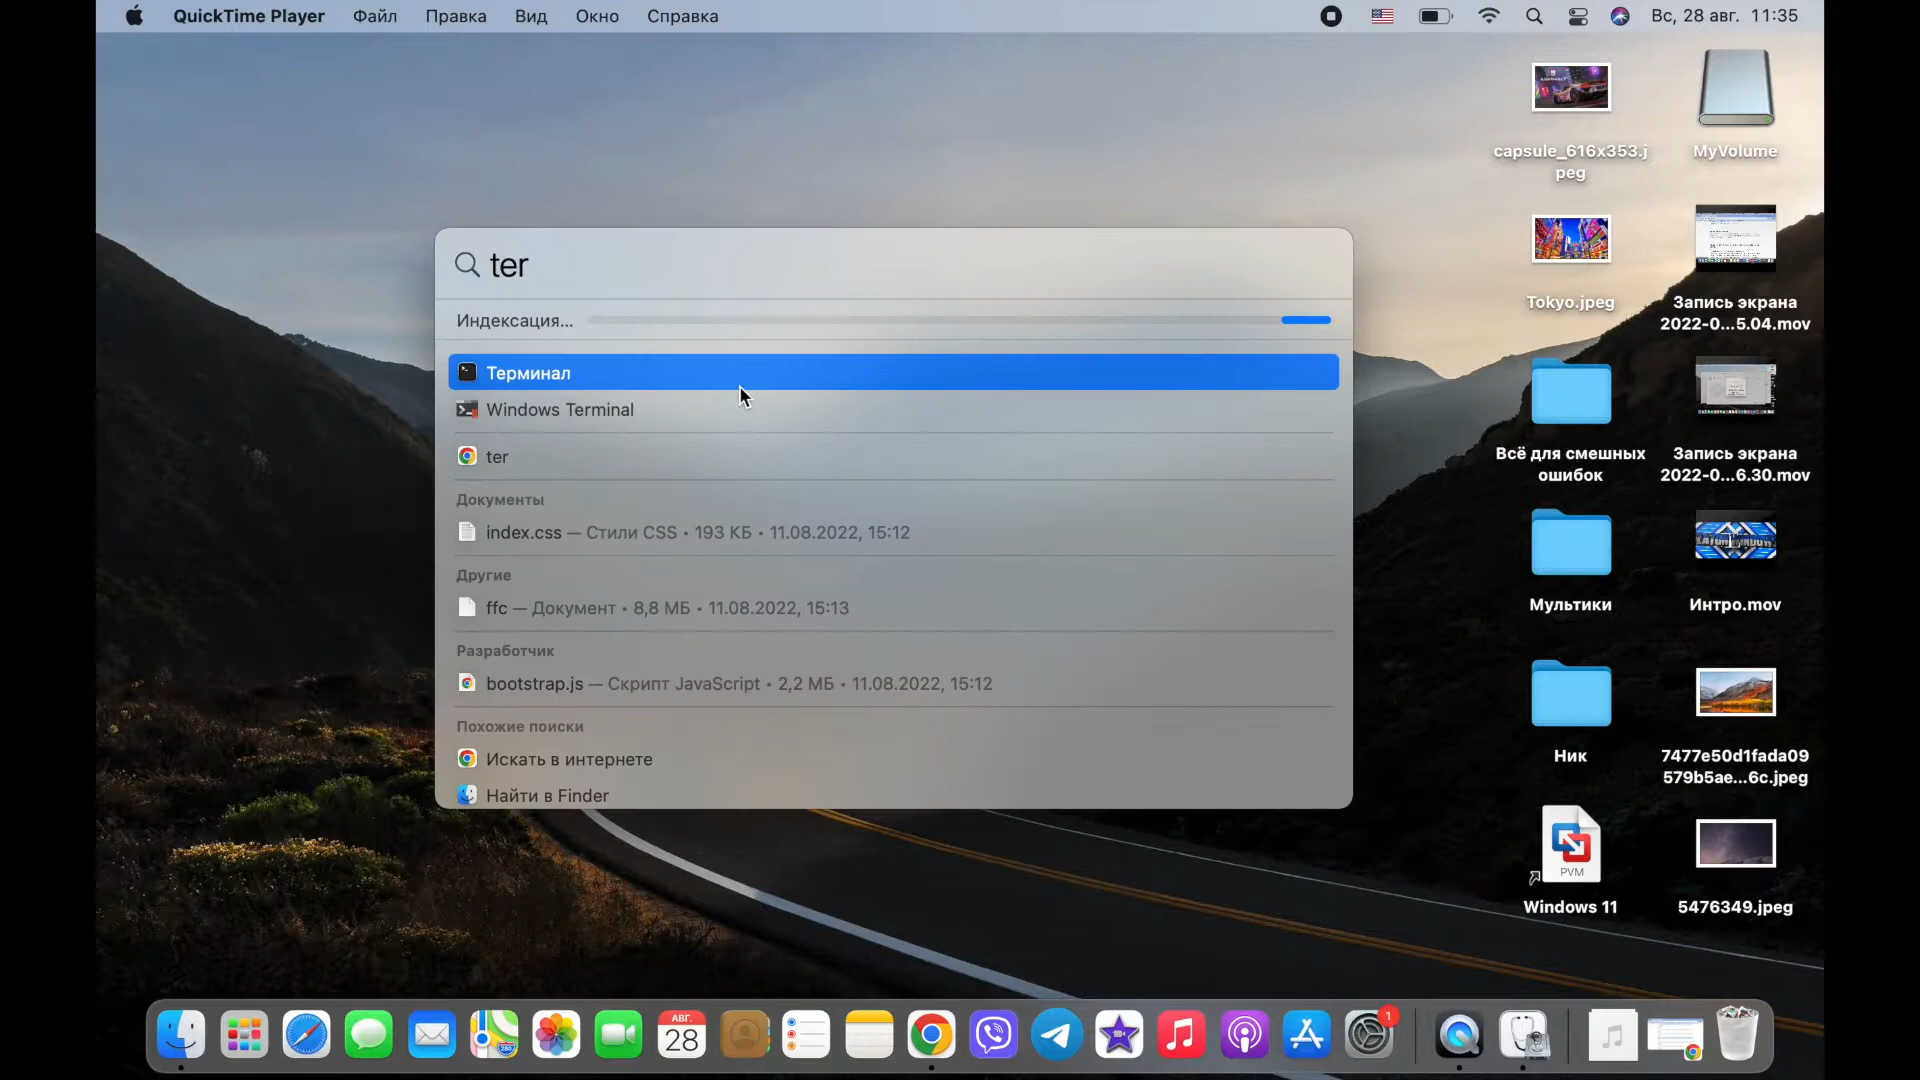 QuickTime Player Файл Правка Вид Окно Справка Вс, 28 авг. 11:35
capsule_616x353.j
peg
MyVolume
Tokyo.jpeg
Запись экрана
2022-0...5.04.mov
Всё для смешных
ошибок
Запись экрана
2022-0...6.30.mov
Мультики
Интро.mov
Ник
7477e50d1fada09
579b5ae...6c.jpeg
PVM
Windows 11
5476349.jpeg
ter
Индексация...
Терминал
Windows Terminal
ter
Документы
index.css — Стили CSS • 193 КБ • 11.08.2022, 15:12
Другие
ffc — Документ • 8,8 МБ • 11.08.2022, 15:13
Разработчик
bootstrap.js — Скрипт JavaScript • 2,2 МБ • 11.08.2022, 15:12
Похожие поиски
Искать в интернете
Найти в Finder
АВГ.
28
280
1